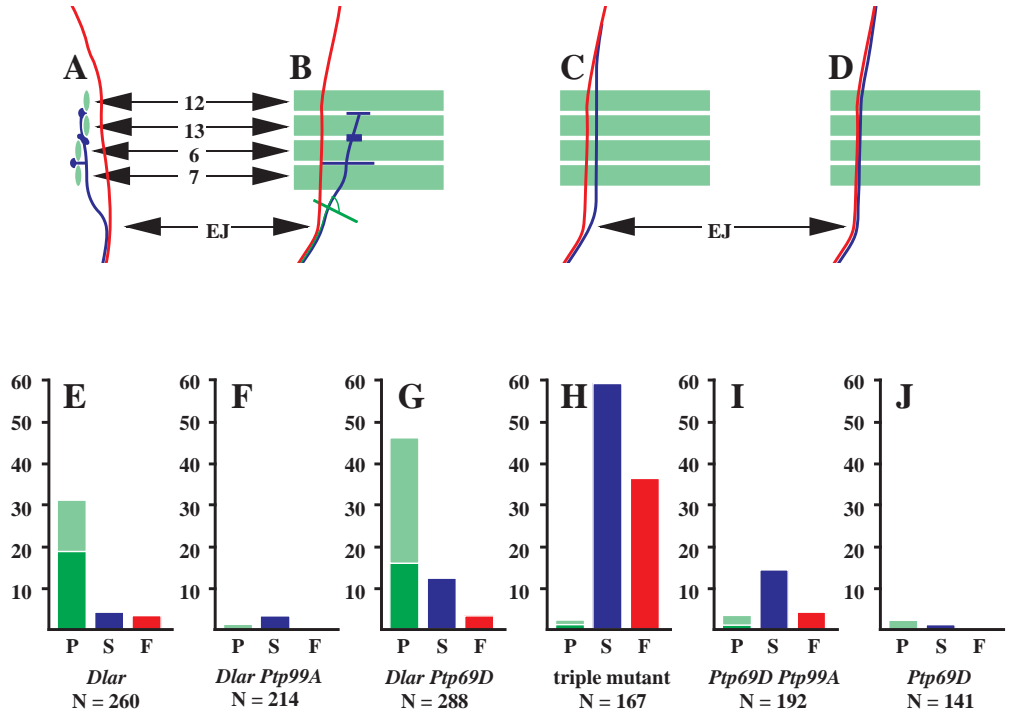 A B C D
12
13
6
7
EJ EJ
E F G H I J
60 60 60 60 60 60
50 50 50 50 50 50
40 40 40 40 40 40
30 30 30 30 30 30
20 20 20 20 20 20
10 10 10 10 10 10
P S F P S F P S F P S F P S F P S F
Dlar Dlar Ptp99A Dlar Ptp69D triple mutant Ptp69D Ptp99A Ptp69D
N = 260 N = 214 N = 288 N = 167 N = 192 N = 141